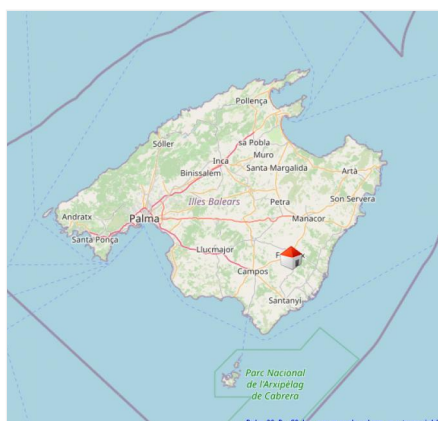 Pollença
sa Pobla
Sóller
Muro
Inca
Santa Margalida
Artà
Binissalem
Son Servera
Illes Balears
Petra
Andratx
Palma
Manacor
Santa Ponça
Llucmajor
Campos
Santanyí
Parc Nacional
de l'Arxipèlag
de Cabrera